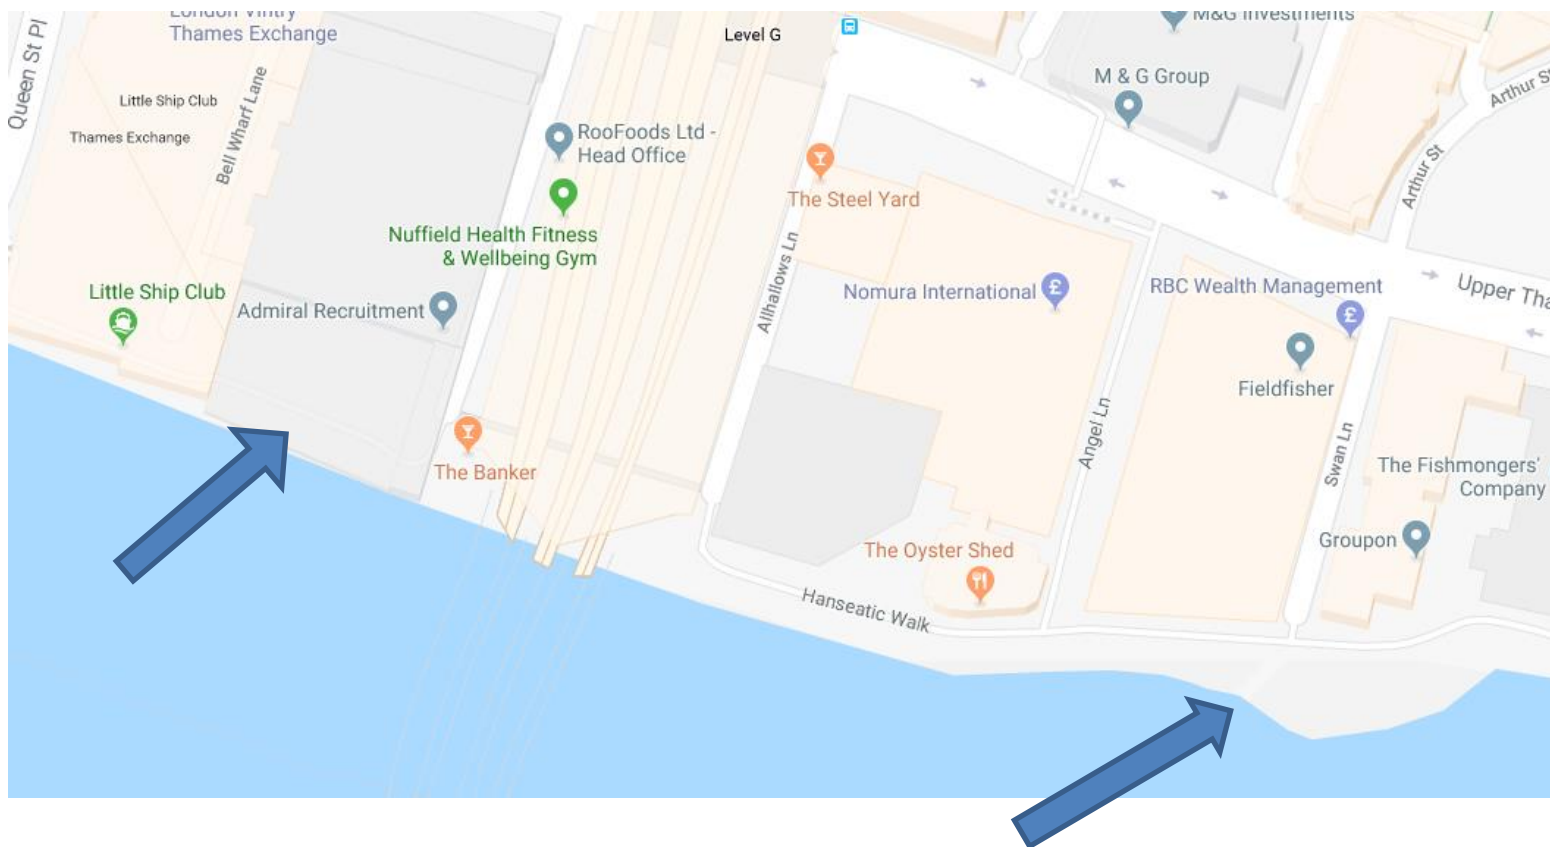 London Vintry
Thames Exchange
Queen St Pl
Level G
M&G Investments
M & G Group
Arthur St
Little Ship Club
Bell Wharf Lane
Thames Exchange
RooFoods Ltd -
Head Office
The Steel Yard
Arthur St
Nuffield Health Fitness
& Wellbeing Gym
Allhallows Ln
Nomura International
RBC Wealth Management
Upper Tha
Little Ship Club
Admiral Recruitment
Fieldfisher
Angel Ln
Swan Ln
The Banker
The Fishmongers'
Company
The Oyster Shed
Groupon
Hanseatic Walk